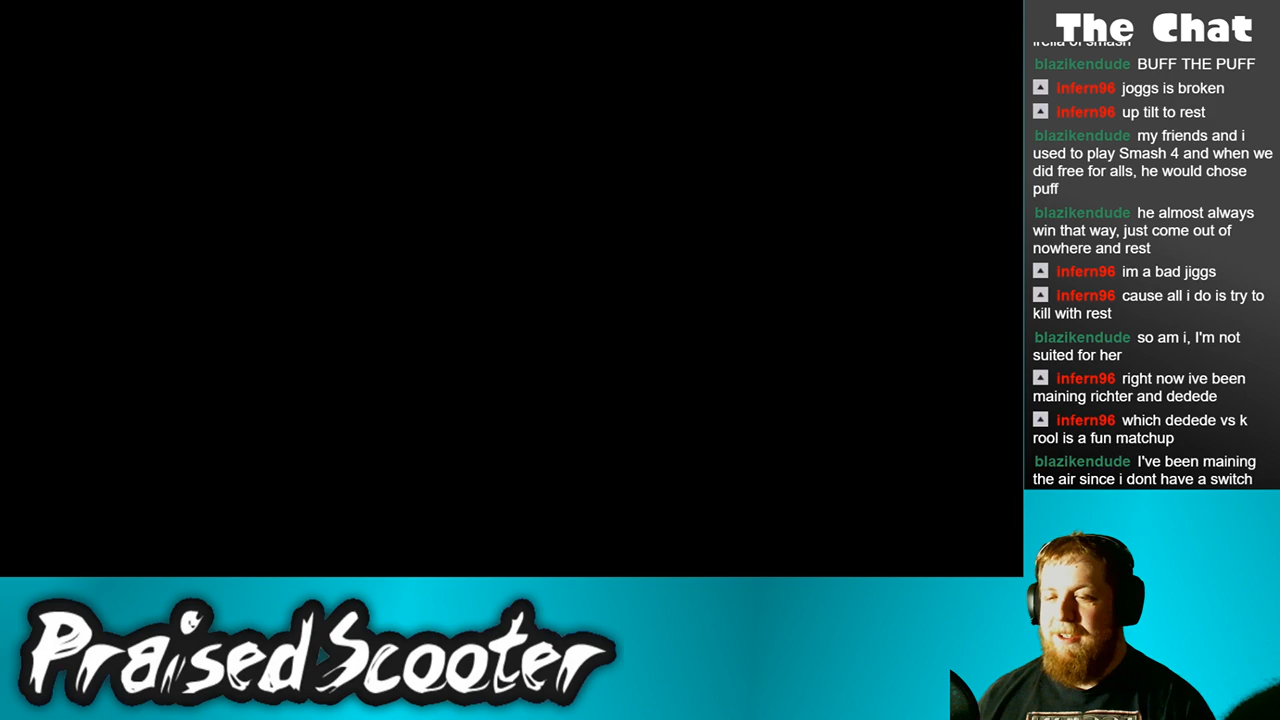 The Chat
of smash
blazikendude BUFF THE PUFF
infern96 joggs is broken
infern96 up tilt to rest
blazikendude my friends and i
used to play Smash 4 and when we
did free for alls, he would chose
puff
blazikendude he almost always
win that way, just come out of
nowhere and rest
infern96 im a bad jiggs
infern96 cause all i do is try to
kill with rest
blazikendude so am i, I'm not
suited for her
infern96 right now ive been
maining richter and dedede
infern96 which dedede vs k
rool is a fun matchup
blazikendude I've been maining
the air since i dont have a switch
PraisedScooter